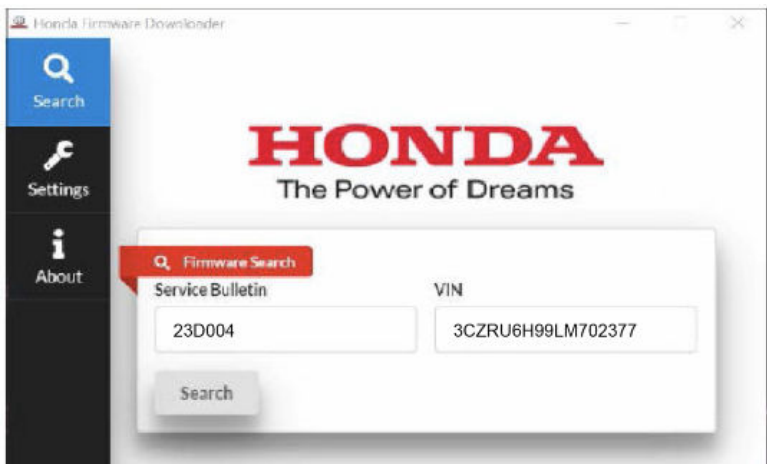 Honda Firmware Downloader
Search
Settings
About
HONDA
The Power of Dreams
Firmware Search
Service Bulletin
VIN
23D004
3CZRU6H99LM702377
Search